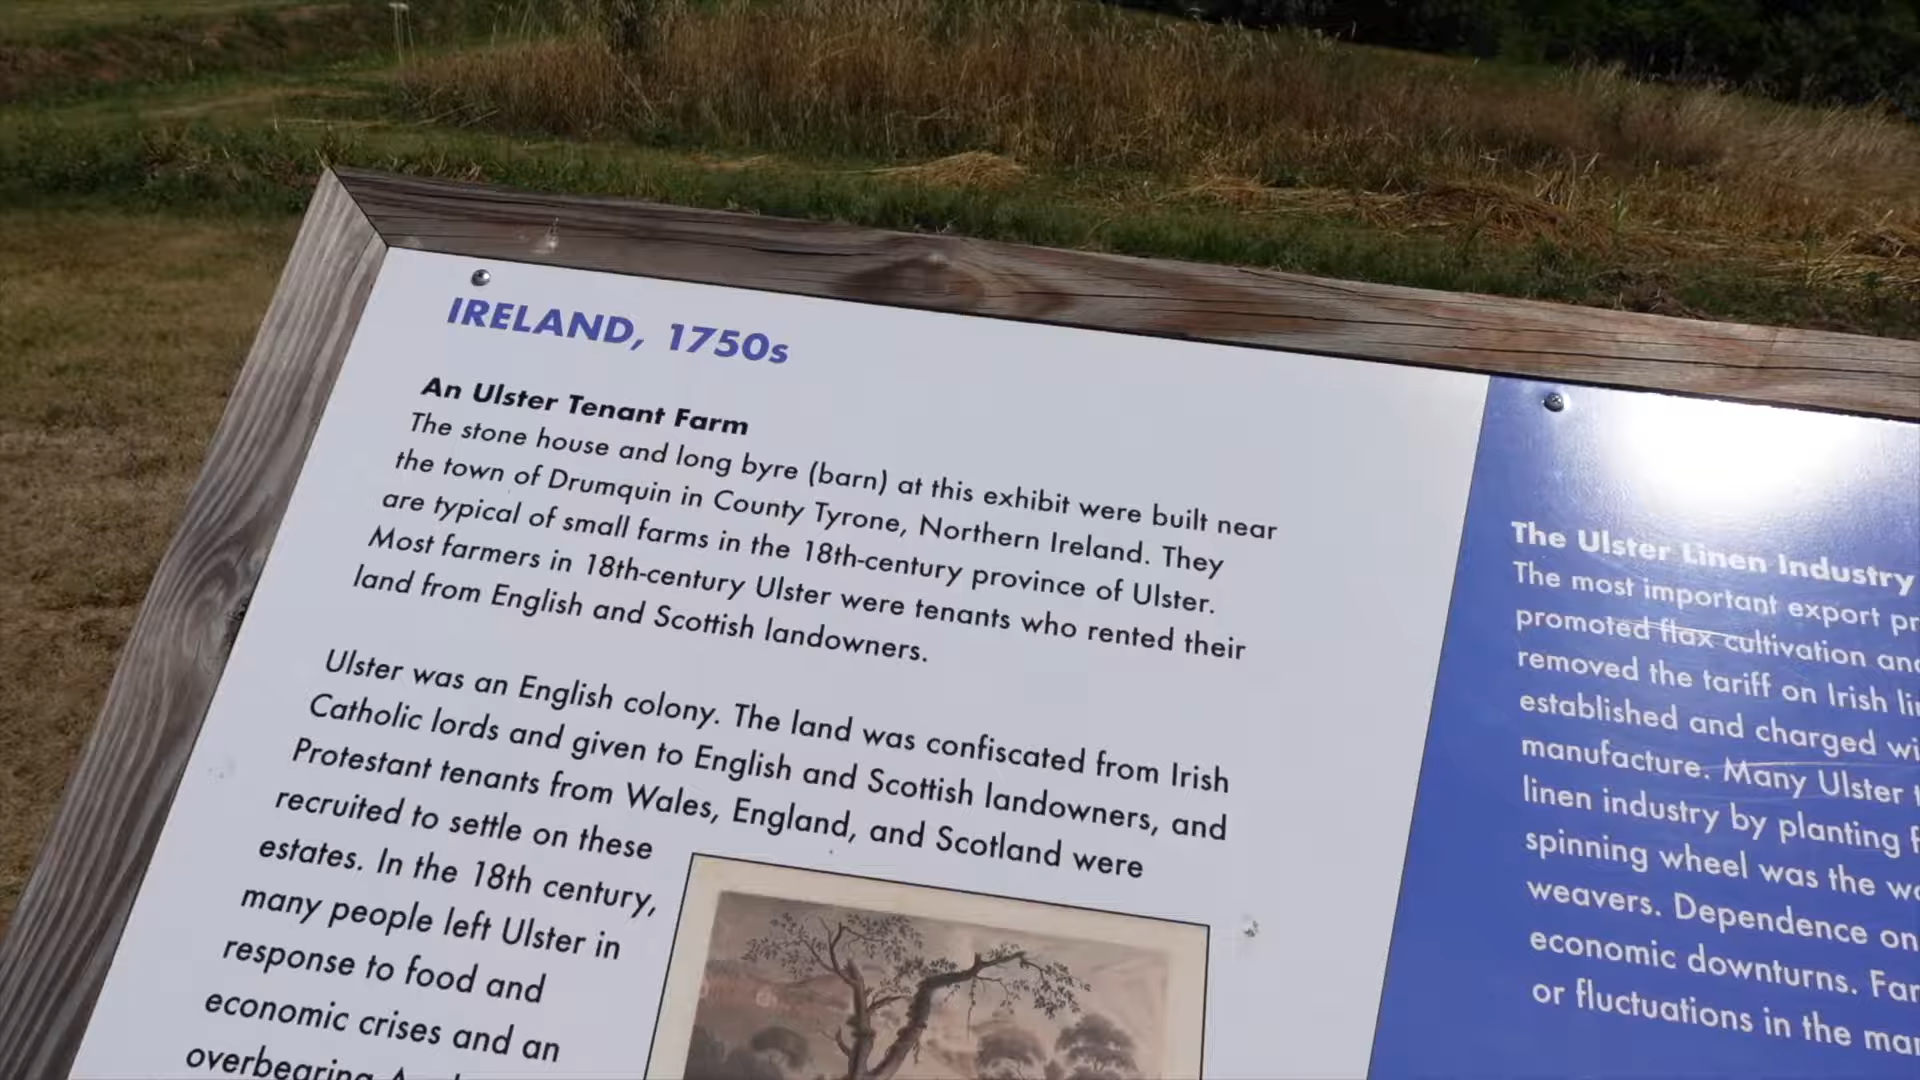 IRELAND, 1750s
An Ulster Tenant Farm
The stone house and long byre (barn) at this exhibit were built near
the town of Drumquin in County Tyrone, Northern Ireland. They
are typical of small farms in the 18th-century province of Ulster.
Most farmers in 18th-century Ulster were tenants who rented their
land from English and Scottish landowners.
Ulster was an English colony. The land was confiscated from Irish
Catholic lords and given to English and Scottish landowners, and
Protestant tenants from Wales, England, and Scotland were
recruited to settle on these
estates. In the 18th century,
many people left Ulster in
response to food and
economic crises and an
overbearing
The Ulster Linen Industry
The most important export
promoted flax cultivation
removed the tariff on Irish
established and charged
manufacture. Many Ulster
linen industry by planting
spinning wheel was the
weavers. Dependence on
economic downturns.
or fluctuations in the